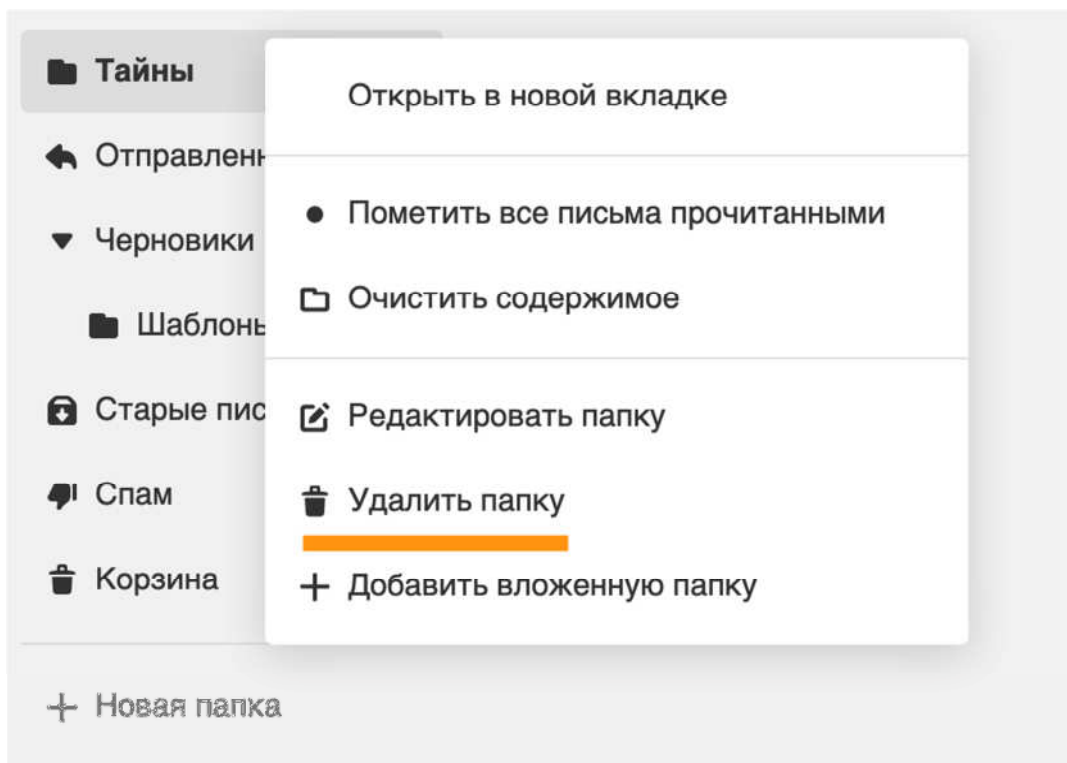 Тайны
Открыть в новой вкладке
Отправленн
Пометить все письма прочитанными
Черновики
Очистить содержимое
Шаблоны
Старые пис
Редактировать папку
Спам
Удалить папку
Корзина
Добавить вложенную папку
Новая папка